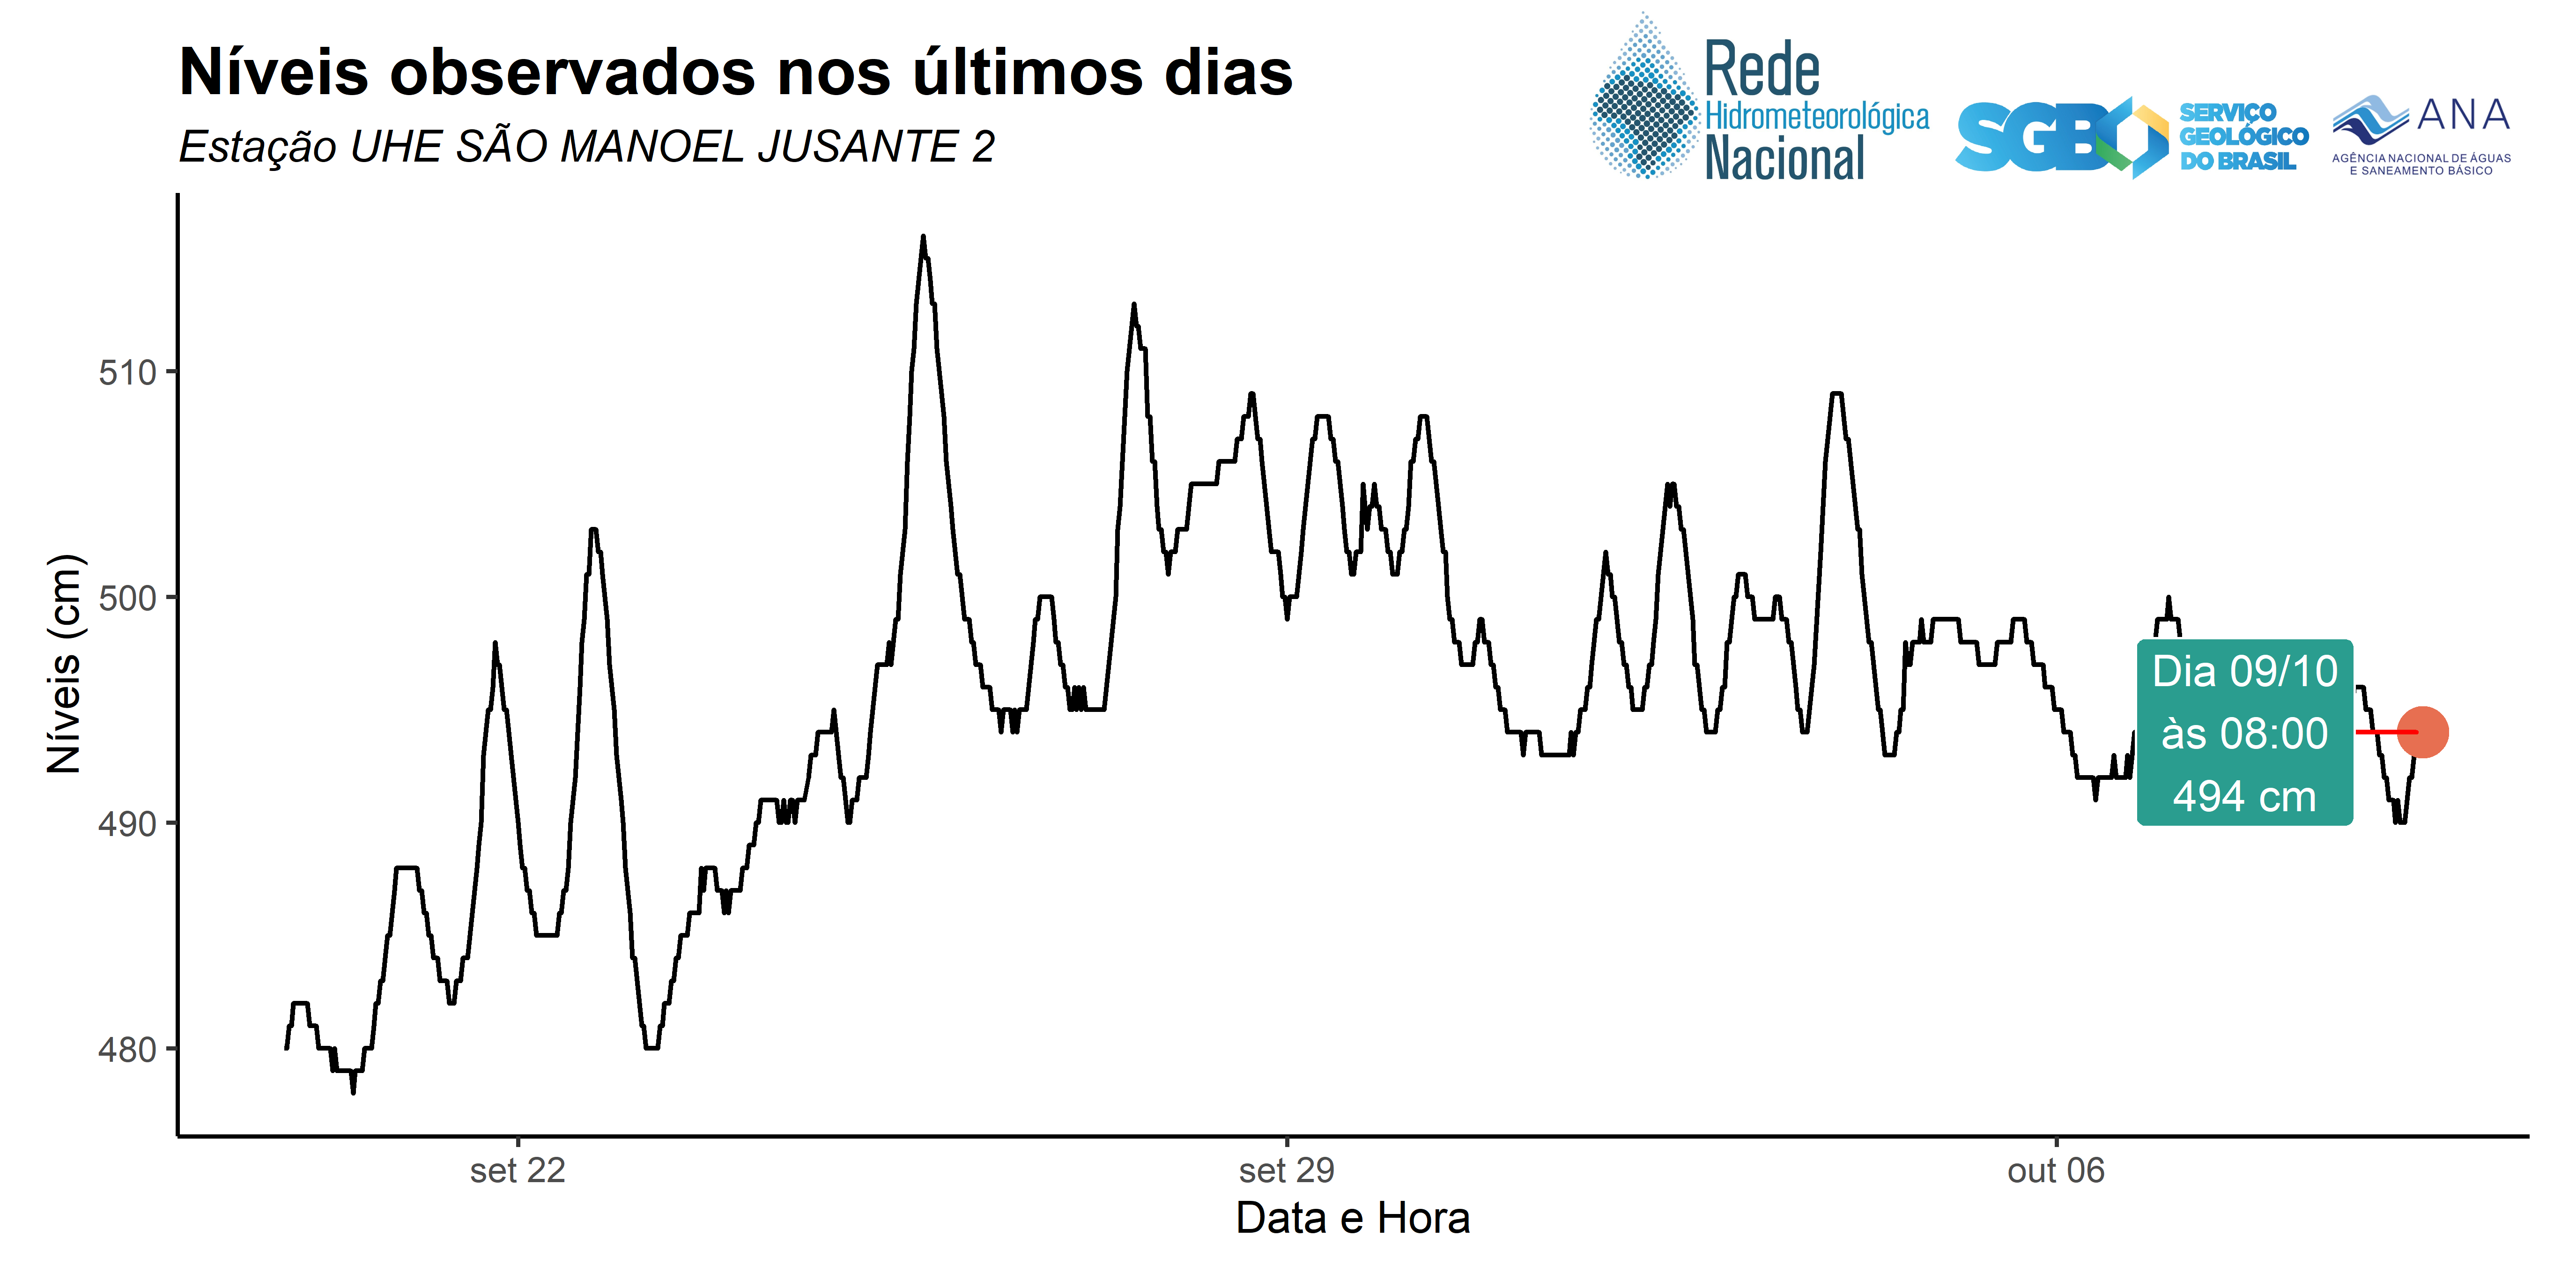 Níveis observados nos últimos dias
Estação UHE SÃO MANOEL JUSANTE 2
Rede
Hidrometeorológica
Nacional
SGB
SERVIÇO
GEOLÓGICO
DO BRASIL
ANA
AGÊNCIA NACIONAL DE ÁGUAS
E SANEAMENTO BÁSICO
Níveis (cm)
510
500
490
480
Dia 09/10
às 08:00
494 cm
set 22
set 29
out 06
Data e Hora